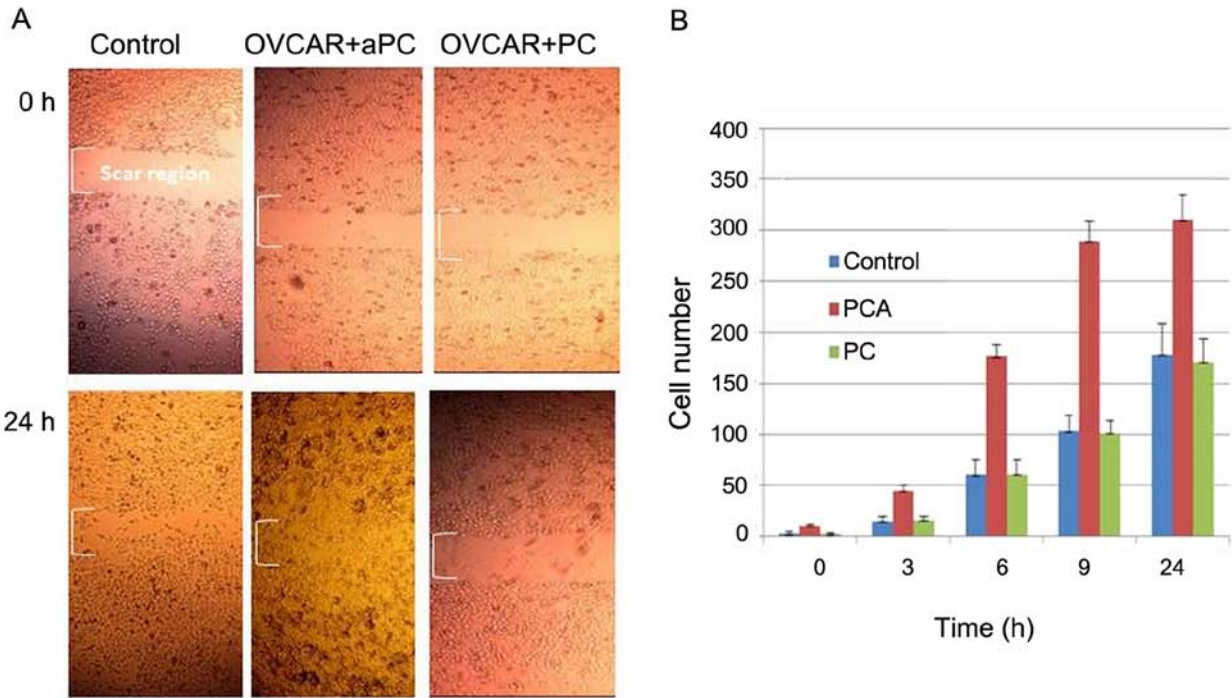 A
Control
OVCAR+aPC
OVCAR+PC
0 h
Scar region
24 h
B
400
350
300
250
200
150
100
50
0
Control
PCA
PC
Cell number
0
3
6
9
24
Time (h)